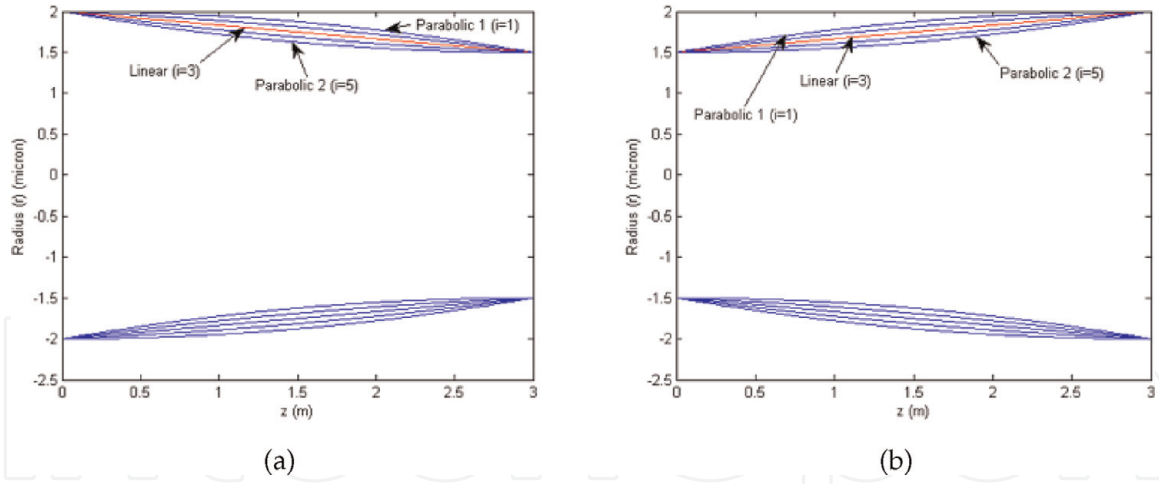 2
1.5
1
0.5
0
-0.5
-1
-1.5
-2
-2.5
Radius (r) (micron)
Parabolic 1 (i=1)
Linear (i=3)
Parabolic 2 (i=5)
0 0.5 1 1.5 2 2.5 3
z (m)
(a)
2
1.5
1
0.5
0
-0.5
-1
-1.5
-2
-2.5
Radius (r) (micron)
Parabolic 1 (i=1)
Linear (i=3)
Parabolic 2 (i=5)
0 0.5 1 1.5 2 2.5 3
z (m)
(b)